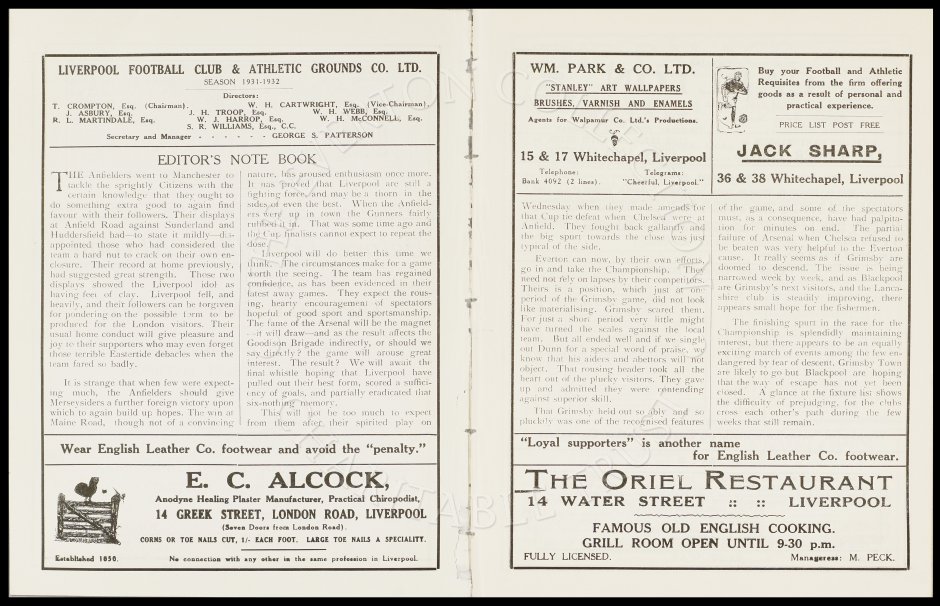 LIVERPOOL FOOTBALL CLUB & ATHLETIC GROUNDS CO. LTD.
SEASON 1931-1932
Directors:
T. CROMPTON, Esq. (Chairman). W. H. CARTWRIGHT, Esq. (Vice-Chairman),
J. ASBURY, Esq. J. H. TROOP, Esq. W. H. WEBB, Esq.
R. L. MARTINDALE, Esq. W. J. HARROP, Esq. W. H. McCONNELL, Esq.
S. R. WILLIAMS, Esq., C.C.
Secretary and Manager - - - - - - GEORGE S. PATTERSON
EDITOR'S NOTE BOOK
THE Anfielders went to Manchester to
tackle the sprightly Citizens with the
certain knowledge that they ought to
do something extra good to again find
favour with their followers. Their displays
at Anfield Road against Sunderland and
Huddersfield had—to state it mildly—dis-
appointed those who had considered the
team a hard nut to crack on their own en-
closure. Their record at home previously,
had suggested great strength. Those two
displays showed the Liverpool idol as
having feet of clay. Liverpool fell, and
heavily, and their followers can be forgiven
for pondering on the possible form to be
produced for the London visitors. Their
usual home conduct will give pleasure and
joy to their supporters who may even forget
those terrible Eastertide debacles when the
team fared so badly.
It is strange that when few were expect-
ing much, the Anfielders should give
Merseysiders a further foreign victory upon
which to again build up hopes. The win at
Maine Road, though not of a convincing
nature, has aroused enthusiasm once more.
It has proved that Liverpool are still a
fighting force, and may be a thorn in the
sides of even the best. When the Anfield-
ers were up in town the Gunners fairly
rubbed it in. That was some time ago and
the Cup finalists cannot expect to repeat the
dose.
Liverpool will do better this time we
think. The circumstances make for a game
worth the seeing. The team has regained
confidence, as has been evidenced in their
latest away games. They expect the rous-
ing, hearty encouragement of spectators
hopeful of good sport and sportsmanship.
The fame of the Arsenal will be the magnet
—it will draw—and as the result affects the
Goodison Brigade indirectly, or should we
say directly? the game will arouse great
interest. The result? We will await the
final whistle hoping that Liverpool have
pulled out their best form, scored a suffici-
ency of goals, and partially eradicated that
six-nothing memory.
This will not be too much to expect
from them after their spirited play on
Wear English Leather Co. footwear and avoid the "penalty."
E. C. ALCOCK,
Anodyne Healing Plaster Manufacturer, Practical Chiropodist,
14 GREEK STREET, LONDON ROAD, LIVERPOOL
(Seven Doors from London Road).
CORNS OR TOE NAILS CUT, 1/- EACH FOOT. LARGE TOE NAILS A SPECIALITY.
Established 1850. No connection with any other in the same profession in Liverpool.
WM. PARK & CO. LTD.
"STANLEY" ART WALLPAPERS
BRUSHES, VARNISH AND ENAMELS
Agents for Walpamur Co. Ltd.'s Productions.
15 & 17 Whitechapel, Liverpool
Telephone: Telegrams:
Bank 4092 (2 lines). "Cheerful, Liverpool."
Buy your Football and Athletic
Requisites from the firm offering
goods as a result of personal and
practical experience.
PRICE LIST POST FREE
JACK SHARP,
36 & 38 Whitechapel, Liverpool
Wednesday when they made amends for
that Cup tie defeat when Chelsea were at
Anfield. They fought back gallantly and
the big spurt towards the close was just
typical of the side.
Everton can now, by their own efforts,
go in and take the Championship. They
need not rely on lapses by their competitors.
Theirs is a position, which just at one
period of the Grimsby game, did not look
like materialising. Grimsby scared them.
For just a short period very little might
have turned the scales against the local
team. But all ended well and if we single
out Dunn for a special word of praise, we
know that his aiders and abettors will not
object. That rousing header took all the
heart out of the plucky visitors. They gave
up and admitted they were contending
against superior skill.
That Grimsby held out so ably and so
pluckily was one of the recognised features
of the game, and some of the spectators
must, as a consequence, have had palpita-
tion for minutes on end. The partial
failure of Arsenal when Chelsea refused to
be beaten was very helpful to the Everton
cause. It really seems as if Grimsby are
doomed to descend. The issue is being
narrowed week by week, and as Blackpool
are Grimsby's next visitors, and the Lanca-
shire club is steadily improving, there
appears small hope for the fishermen.
The finishing spurt in the race for the
Championship is splendidly maintaining
interest, but there appears to be an equally
exciting march of events among the few en-
dangered by fear of descent. Grimsby Town
are likely to go but Blackpool are hoping
that the way of escape has not yet been
closed. A glance at the fixture list shows
the difficulty of prejudging, for the clubs
cross each other's path during the few
weeks that still remain.
"Loyal supporters" is another name
for English Leather Co. footwear.
THE ORIEL RESTAURANT
14 WATER STREET :: :: LIVERPOOL
FAMOUS OLD ENGLISH COOKING.
GRILL ROOM OPEN UNTIL 9-30 p.m.
FULLY LICENSED. Manageress: M. PECK.